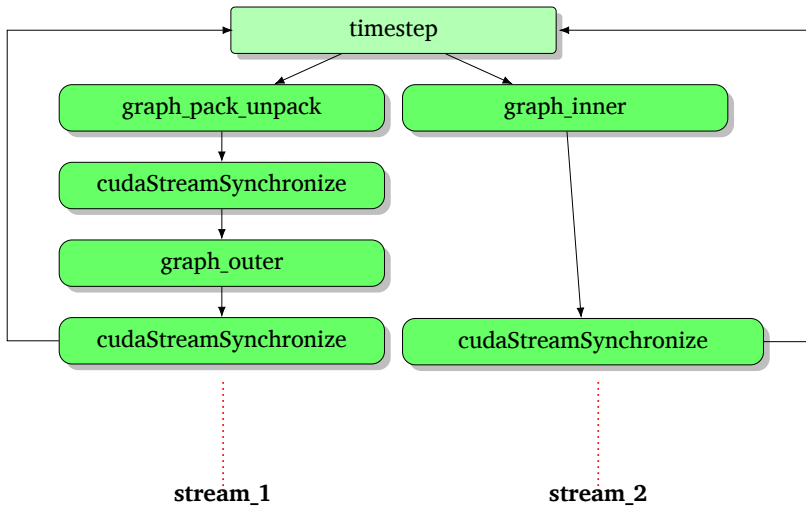 timestep
graph_pack_unpack
graph_inner
cudaStreamSynchronize
graph_outer
cudaStreamSynchronize
cudaStreamSynchronize
stream_1
stream_2